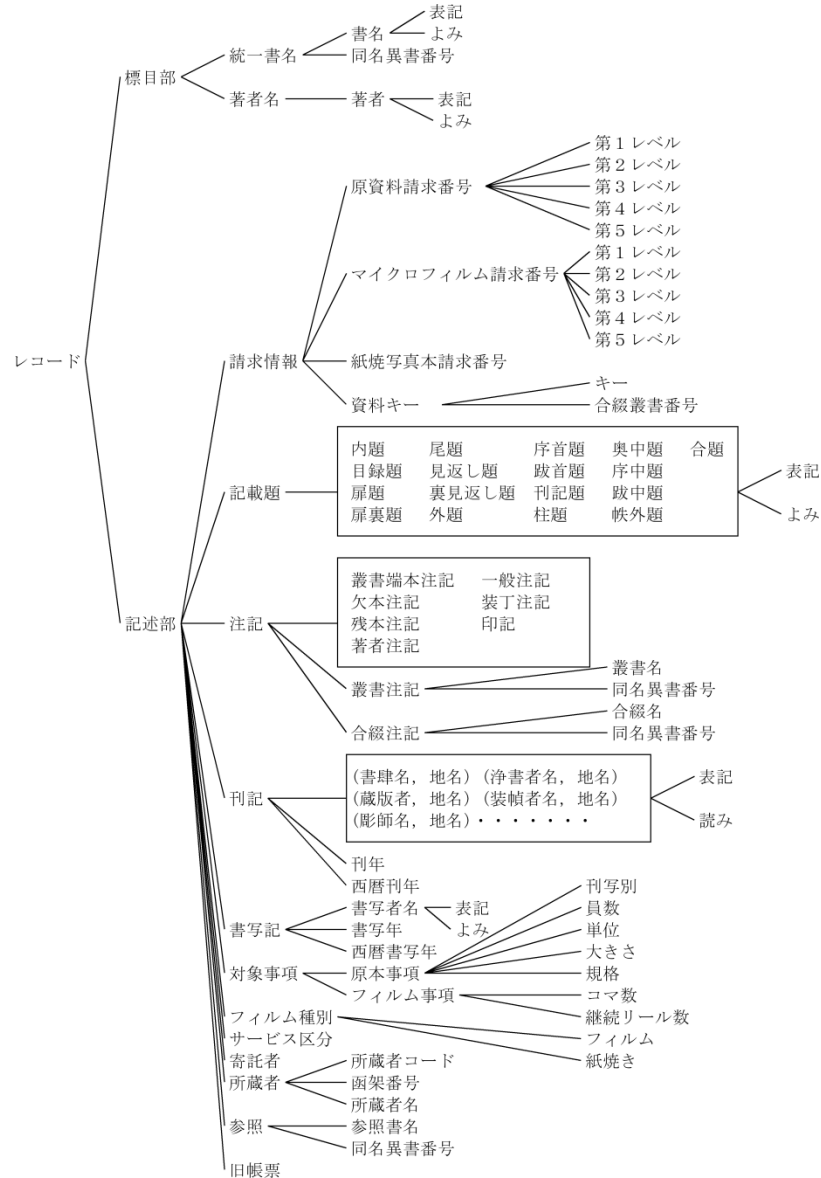 表記
書名
よみ
統一書名
同名異書番号
標目部
著者名
著者
表記
よみ
第１レベル
第２レベル
原資料請求番号
第３レベル
第４レベル
第５レベル
第１レベル
マイクロフィルム請求番号
第２レベル
第３レベル
第４レベル
第５レベル
レコード
請求情報
紙焼写真本請求番号
キー
資料キー
合綴叢書番号
内題 尾題 序首題 奥中題 合題
目録題 見返し題 跋首題 序中題
表記
記載題
扉題 裏見返し題 刊記題 跋中題
扉裏題 外題 柱題 帙外題
よみ
叢書端本注記 一般注記
欠本注記 装丁注記
記述部
注記
残本注記 印記
著者注記
叢書名
叢書注記
同名異書番号
合綴名
合綴注記
同名異書番号
(書肆名，地名) (浄書者名，地名)
表記
刊記
(蔵版者，地名) (装幀者名，地名)
(彫師名，地名)・・・・・・・
読み
刊年
西暦刊年
刊写別
書写者名
表記
員数
書写記
書写年
よみ
単位
西暦書写年
大きさ
対象事項
原本事項
規格
フィルム事項
コマ数
フィルム種別
継続リール数
サービス区分
フィルム
寄託者
所蔵者コード
紙焼き
所蔵者
函架番号
所蔵者名
参照
参照書名
同名異書番号
旧帳票